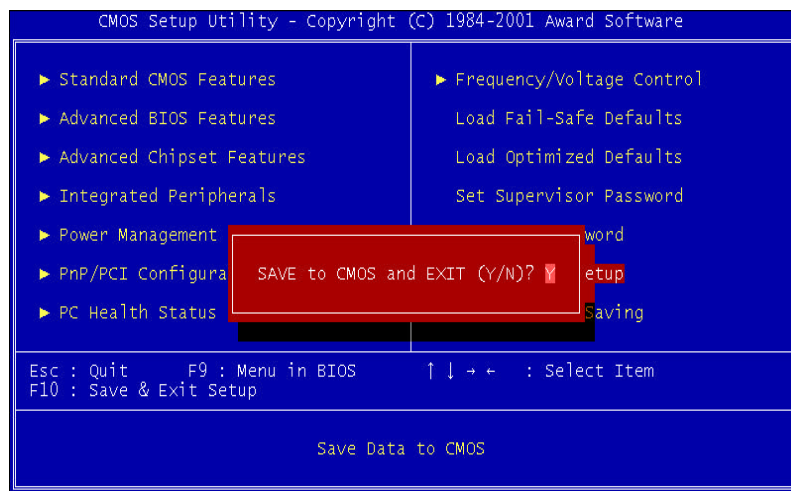 CMOS Setup Utility - Copyright (C) 1984-2001 Award Software
► Standard CMOS Features
► Advanced BIOS Features
► Advanced Chipset Features
► Integrated Peripherals
► Power Management
► PnP/PCI Configura
► PC Health Status
► Frequency/Voltage Control
Load Fail-Safe Defaults
Load Optimized Defaults
Set Supervisor Password
word
etup
Saving
SAVE to CMOS and EXIT (Y/N)? Y
Esc : Quit F9 : Menu in BIOS ↑ ↓ → ← : Select Item
F10 : Save & Exit Setup
Save Data to CMOS